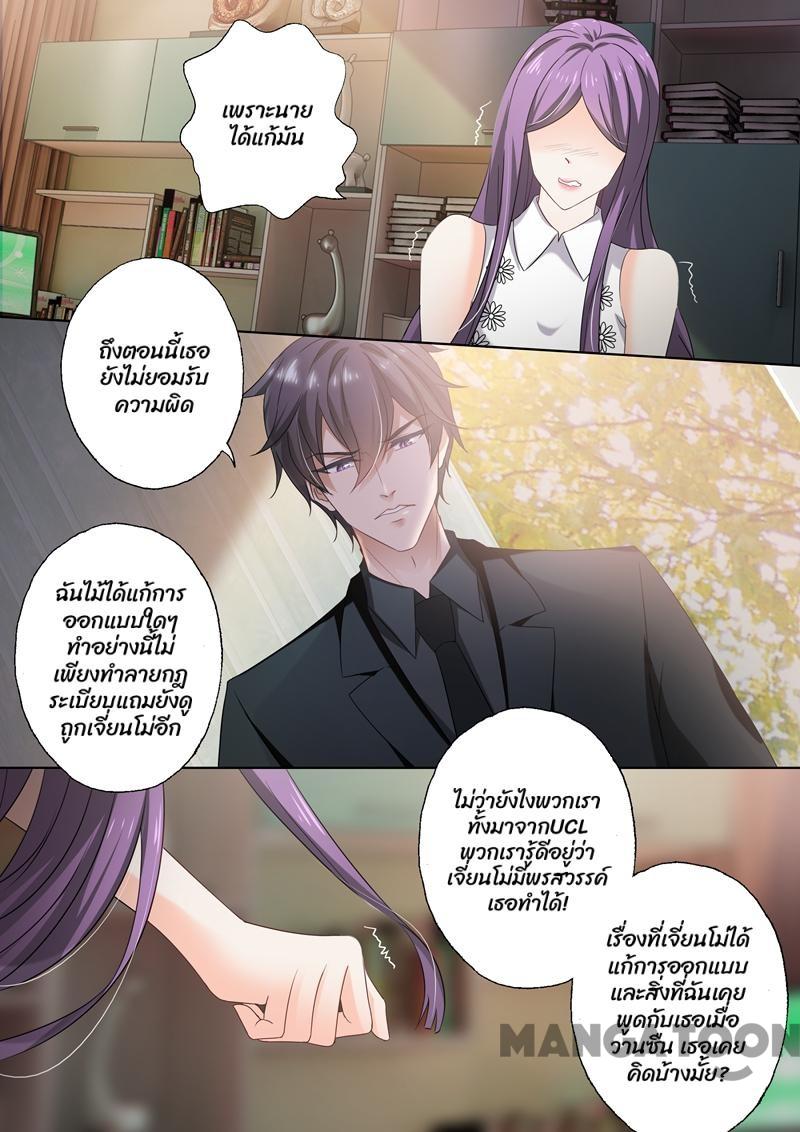 เพราะนาย
ได้แก้มัน
ถึงตอนนี้เธอ
ยังไม่ยอมรับ
ความผิด
ฉันไม้ได้แก้การ
ออกแบบใดๆ
ทำอย่างนี้ไม่
เพียงทำลายกฎ
ระเบียบแถมยังดู
ถูกเจี่ยนโม่อีก
ไม่ว่ายังไงพวกเรา
ทั้งมาจากUCL
พวกเรารู้ดีอยู่ว่า
เจี่ยนโม่มีพรสวรรค์
เธอทำได้!
เรื่องที่เจี่ยนโม่ได้
แก้การออกแบบ
และสิ่งที่ฉันเคย
พูดกับเธอเมื่อ
วานซืน เธอเคย
คิดบ้างมั้ย?
MANGATOON